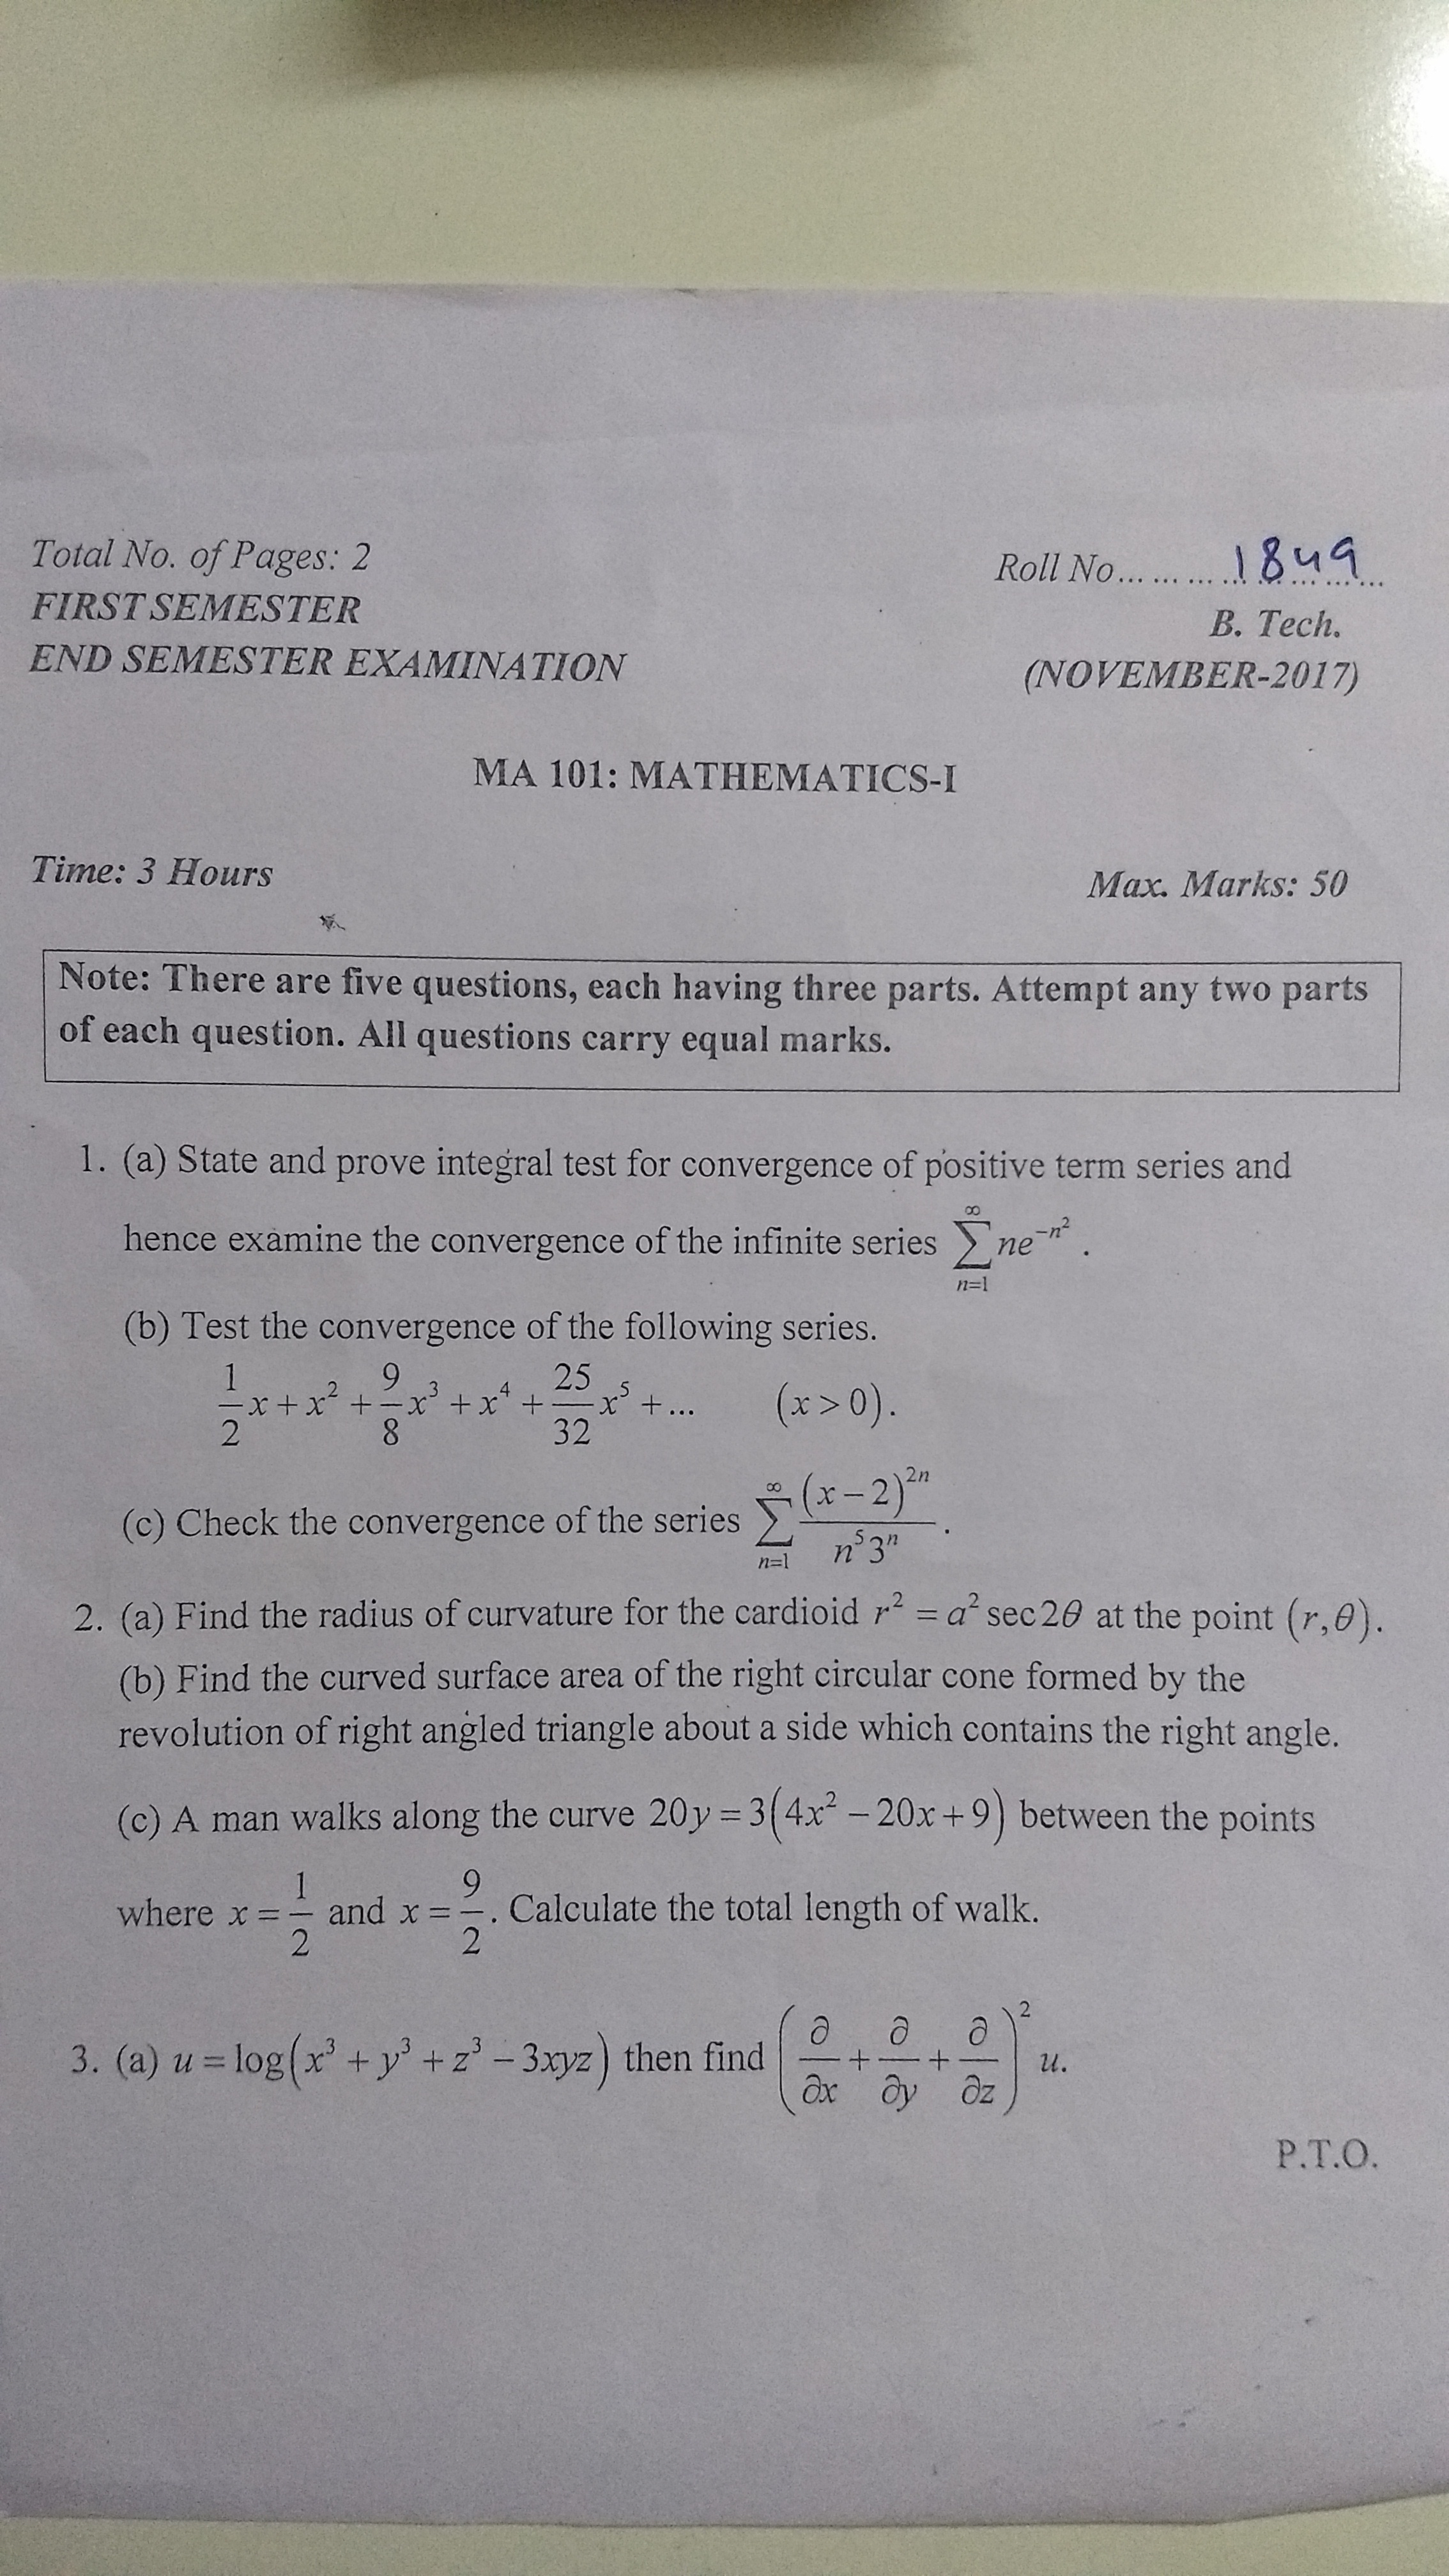 Total No. of Pages: 2
Roll No... ... ... 1849
FIRST SEMESTER
B. Tech.
END SEMESTER EXAMINATION
(NOVEMBER-2017)
MA 101: MATHEMATICS-I
Time: 3 Hours
Max. Marks: 50
Note: There are five questions, each having three parts. Attempt any two parts
of each question. All questions carry equal marks.
1. (a) State and prove integral test for convergence of positive term series and
hence examine the convergence of the infinite series $\sum_{n=1}^{\infty} ne^{-n^2}$.
(b) Test the convergence of the following series.
$\frac{1}{2}x + x^2 + \frac{9}{8}x^3 + x^4 + \frac{25}{32}x^5 + ...$ $(x > 0)$.
(c) Check the convergence of the series $\sum_{n=1}^{\infty} \frac{(x-2)^{2n}}{n^5 3^n}$.
2. (a) Find the radius of curvature for the cardioid $r^2 = a^2 \sec 2\theta$ at the point $(r, \theta)$.
(b) Find the curved surface area of the right circular cone formed by the
revolution of right angled triangle about a side which contains the right angle.
(c) A man walks along the curve $20y = 3(4x^2 - 20x + 9)$ between the points
where $x = \frac{1}{2}$ and $x = \frac{9}{2}$. Calculate the total length of walk.
3. (a) $u = \log(x^3 + y^3 + z^3 - 3xyz)$ then find $\left(\frac{\partial}{\partial x} + \frac{\partial}{\partial y} + \frac{\partial}{\partial z}\right)^2 u$.
P.T.O.